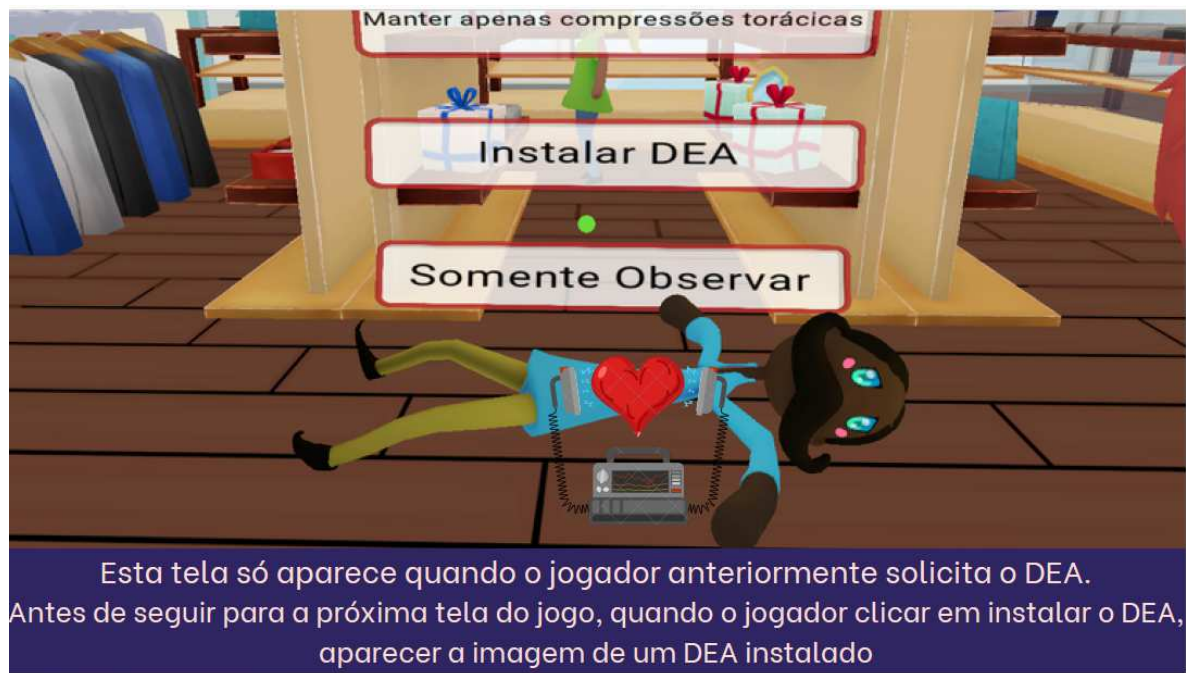 Manter apenas compressões torácicas
Instalar DEA
Somente Observar
Esta tela só aparece quando o jogador anteriormente solicita o DEA.
Antes de seguir para a próxima tela do jogo, quando o jogador clicar em instalar o DEA,
aparecer a imagem de um DEA instalado